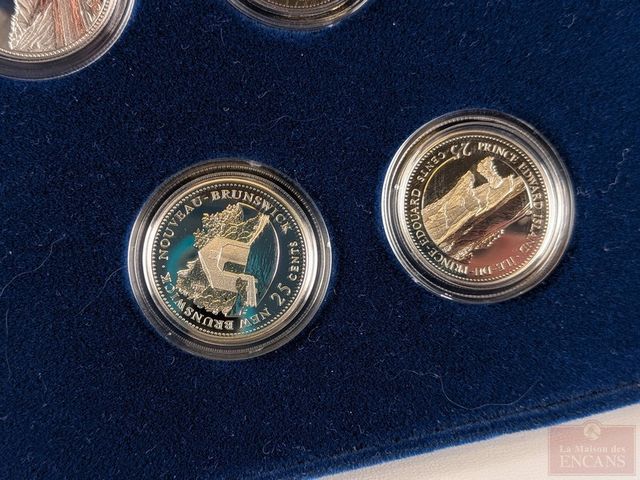 NEW BRUNSWICK · NOUVEAU-BRUNSWICK
25 CENTS
PRINCE EDWARD ISLAND · ÎLE-DU-PRINCE-ÉDOUARD
25 CENTS
La Maison des
ENCANS